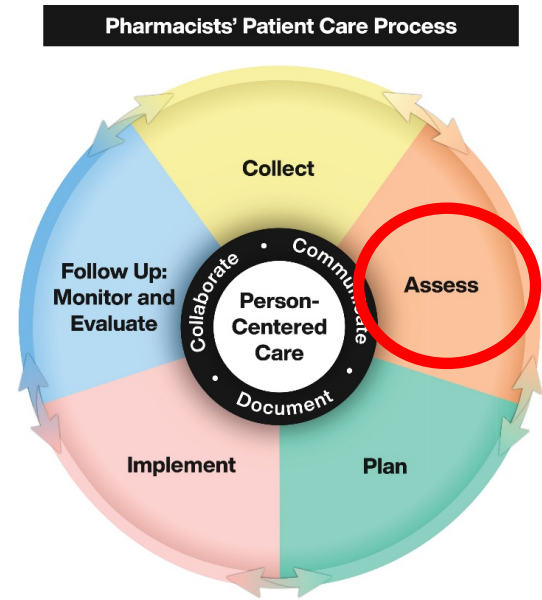 Pharmacists’ Patient Care Process
Collect
Assess
Plan
Implement
Follow Up:
Monitor and
Evaluate
Collaborate • Communicate • Document •
Person-
Centered
Care